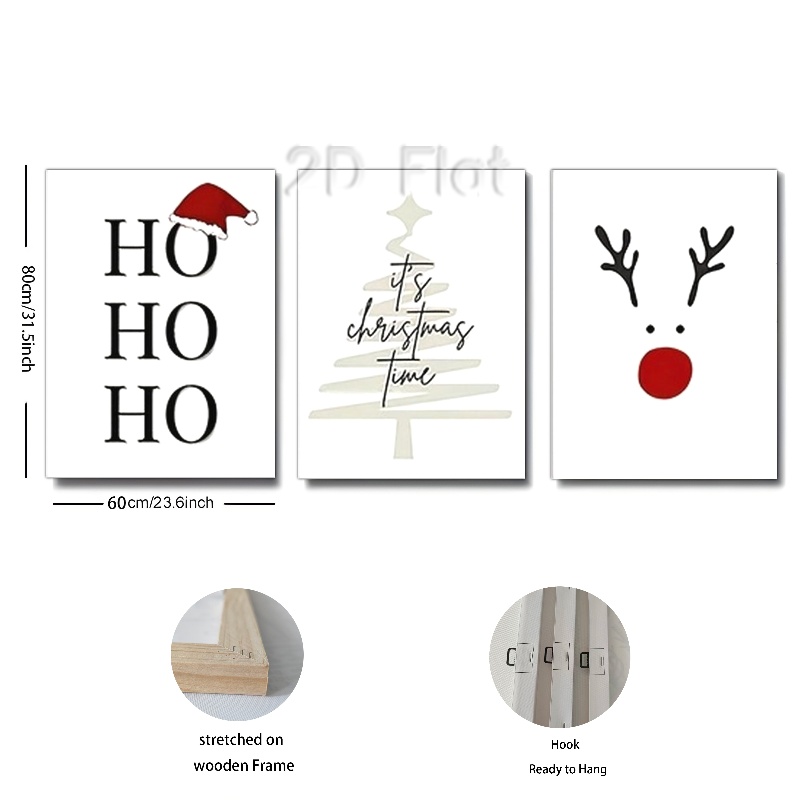 2D Flat
HO
HO
HO
it's
christmas
time
80cm/31.5inch
60cm/23.6inch
stretched on
wooden Frame
Hook
Ready to Hang